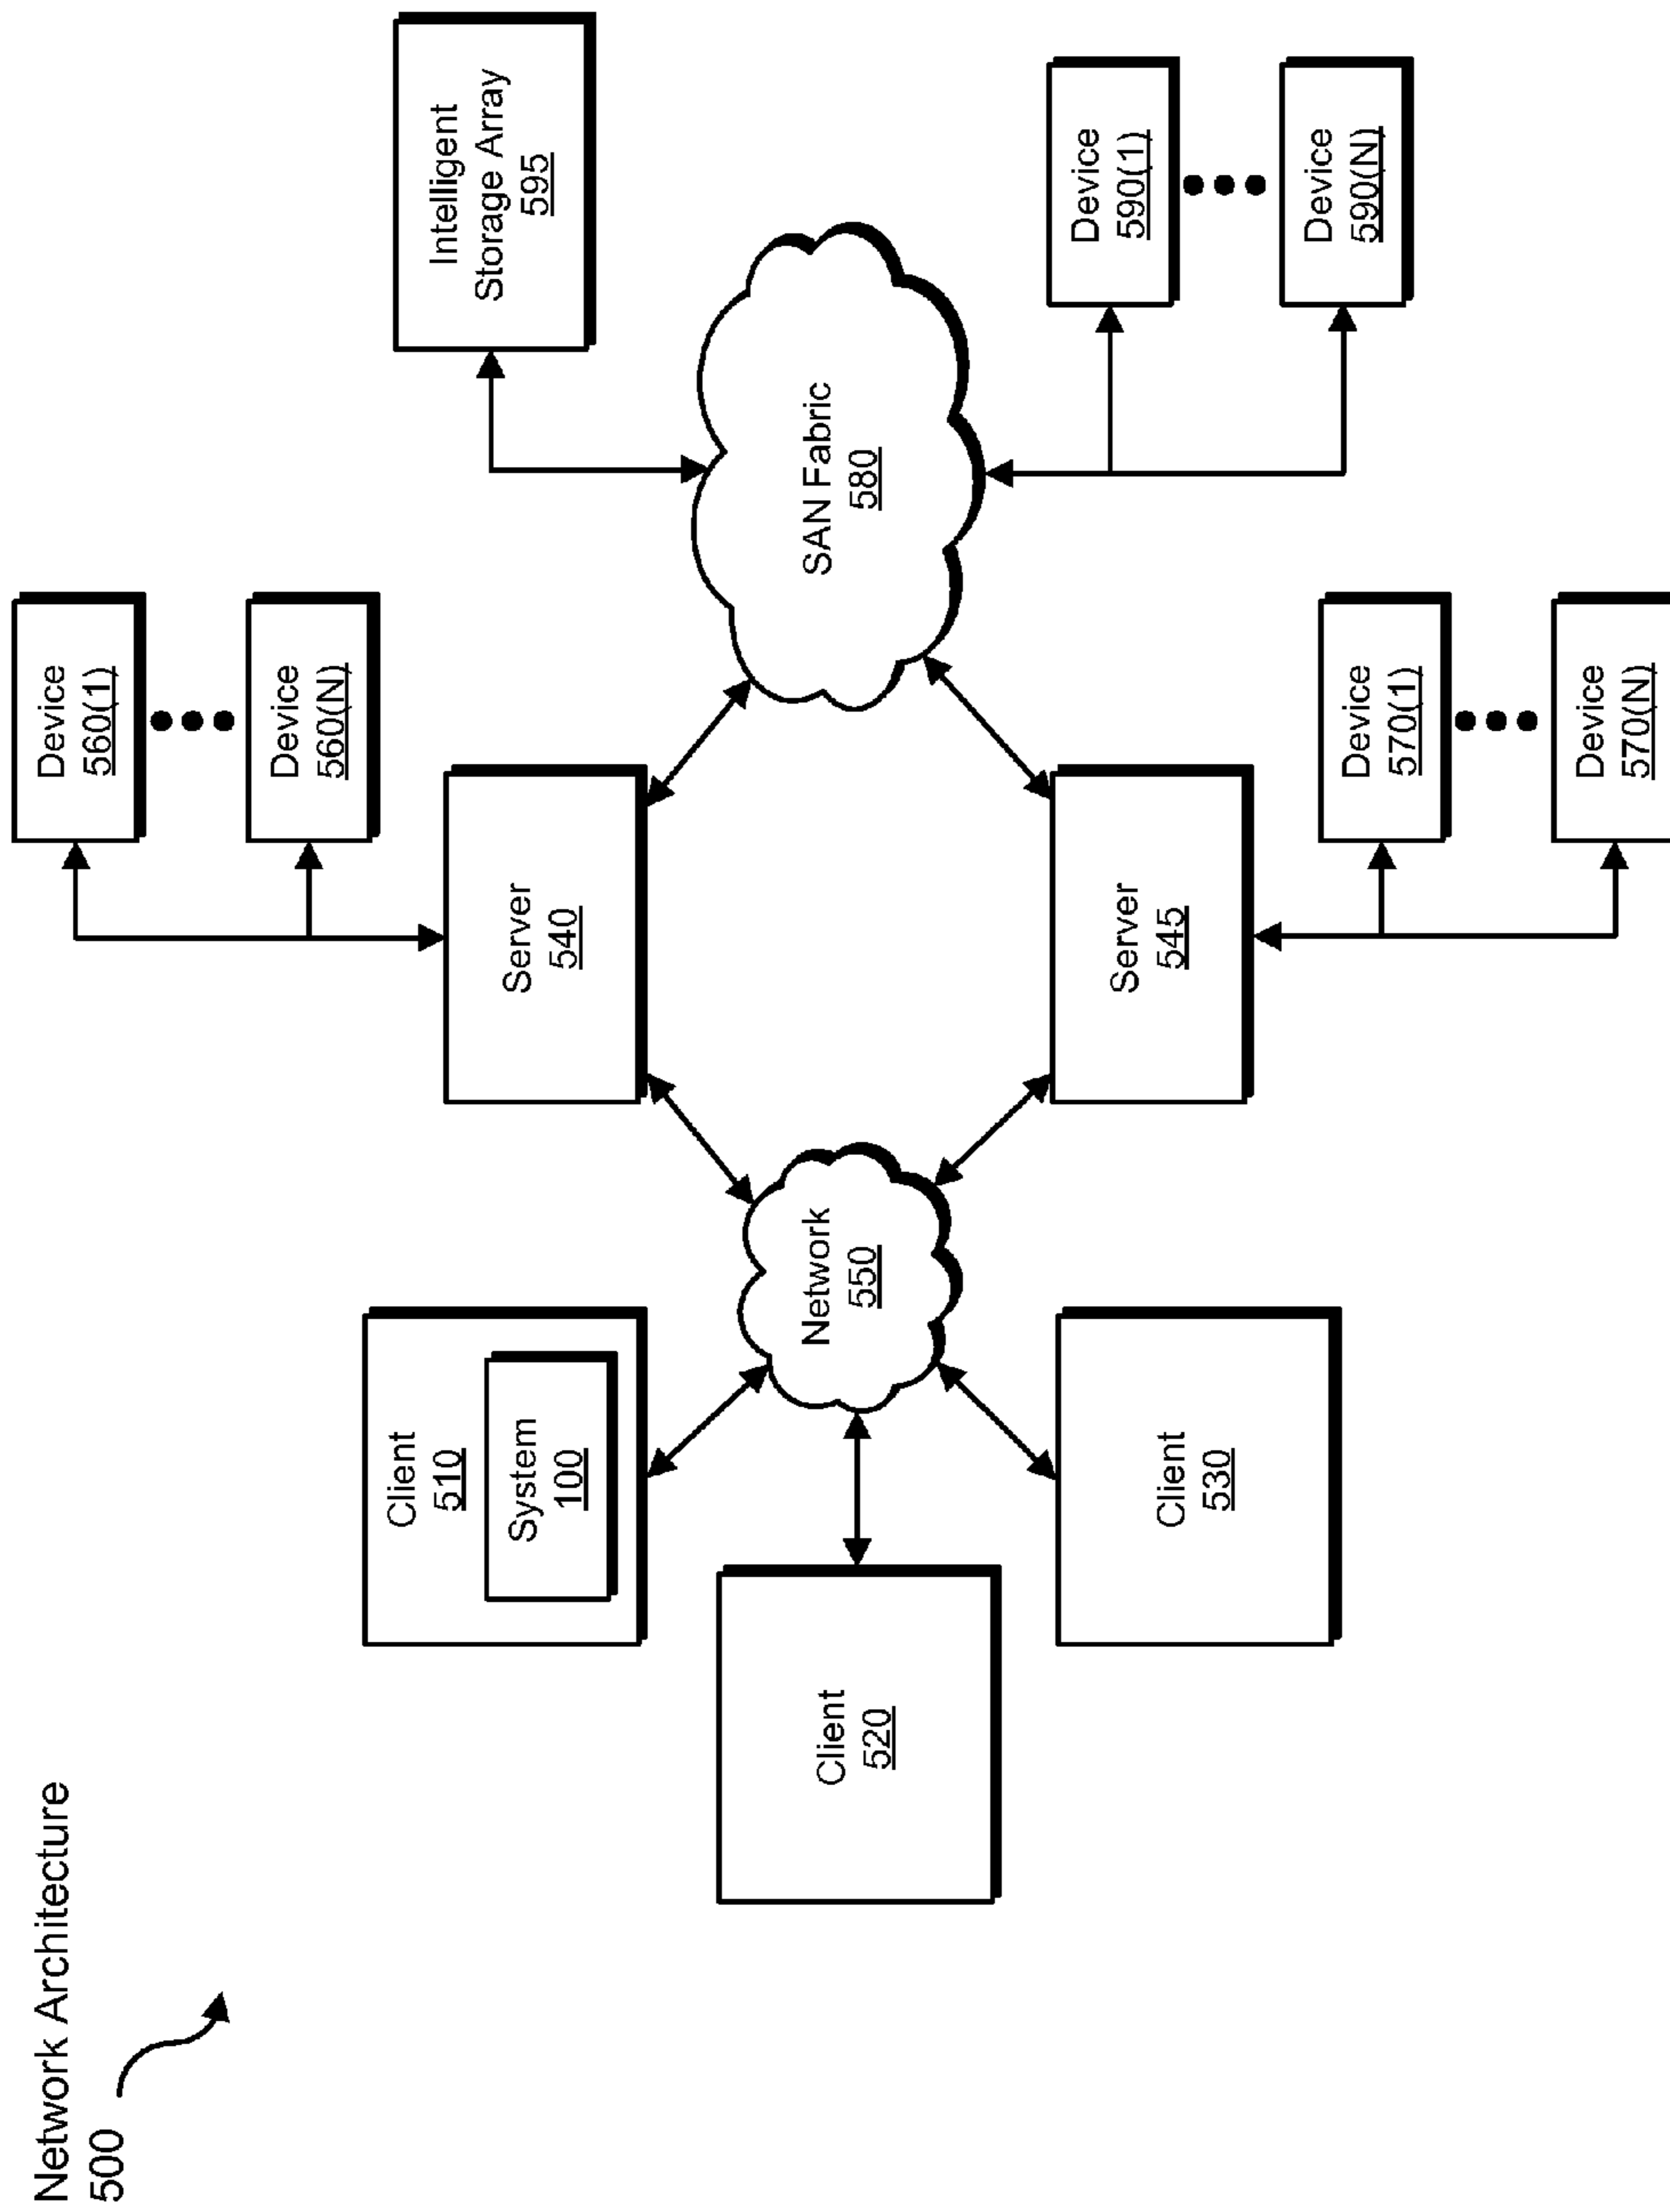 Network Architecture
500
Client
510
System
100
Client
520
Client
530
Network
550
Server
540
Server
545
Device
560(1)
Device
560(N)
Device
570(1)
Device
570(N)
SAN Fabric
580
Intelligent
Storage Array
595
Device
590(1)
Device
590(N)